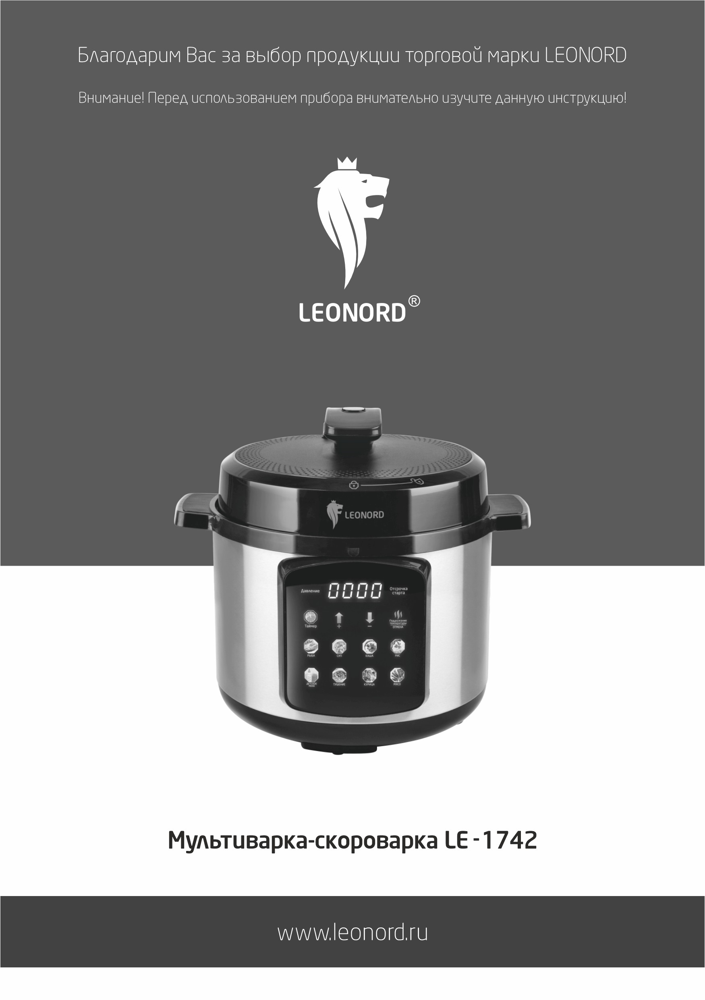 Благодарим Вас за выбор продукции торговой марки LEONORD
Внимание! Перед использованием прибора внимательно изучите данную инструкцию!
LEONORD®
LEONORD
Давление 0000 Отсрочка старта
Таймер + − Поддержание температуры ОТМЕНА
РЫБА СУП КАША РИС
ДЕТСКОЕ меню ТУШЕНИЕ КУРИЦА МЯСО
Мультиварка-скороварка LE -1742
www.leonord.ru